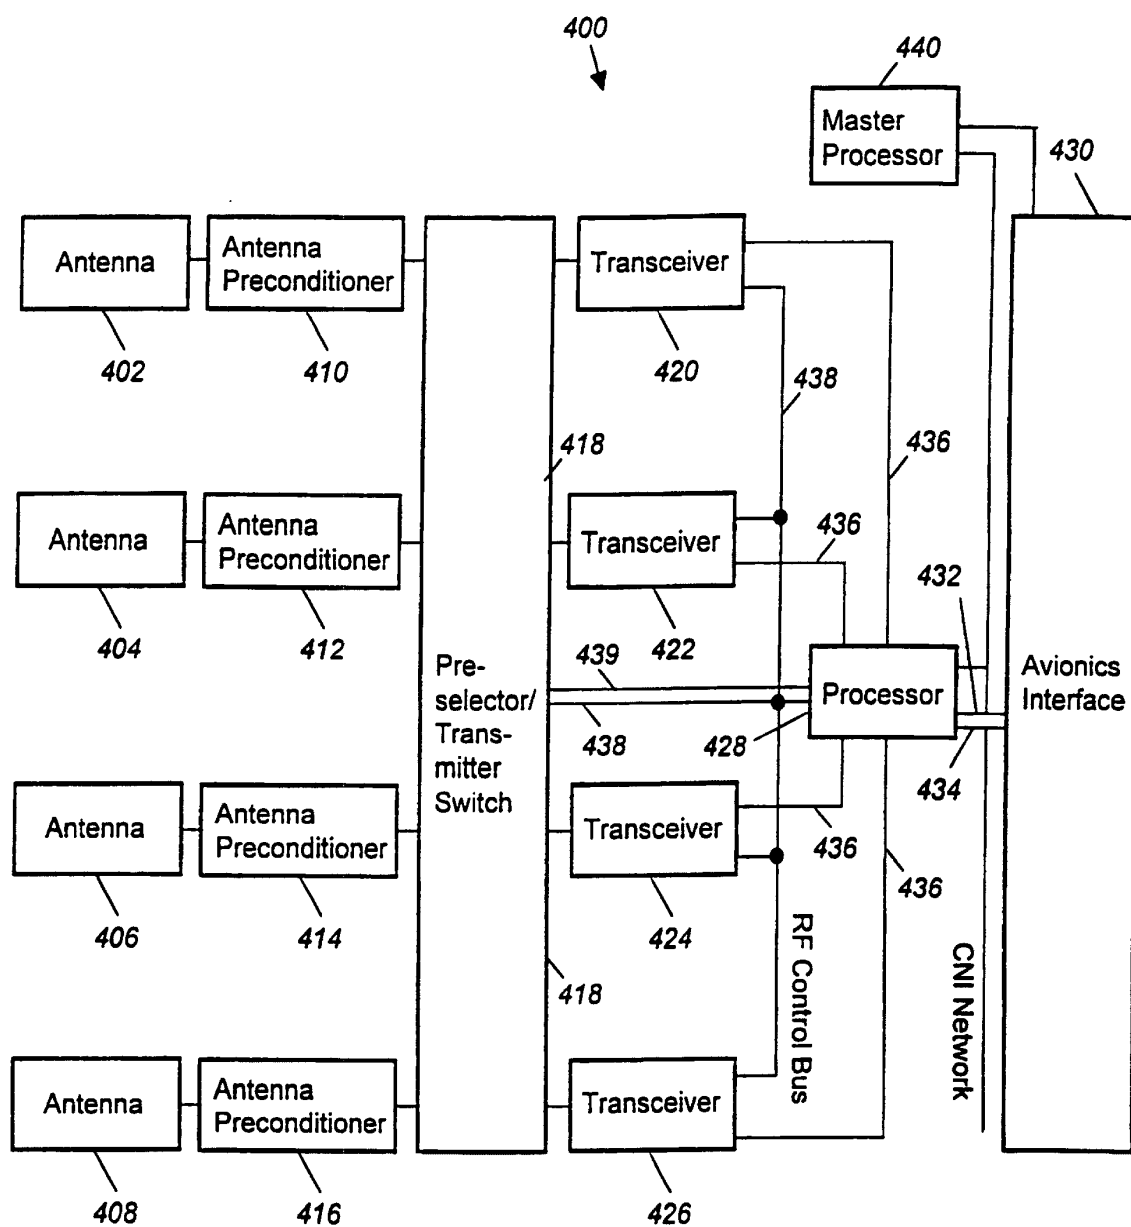 400
440
Master
Processor
430
Antenna
Antenna
Preconditioner
Transceiver
402
410
420
438
418
436
Antenna
Antenna
Preconditioner
Transceiver
436
404
412
422
432
439
Pre-
selector/
Trans-
mitter
Switch
Processor
Avionics
Interface
438
428
434
Antenna
Antenna
Preconditioner
Transceiver
436
436
406
414
424
RF Control Bus
CNI Network
418
Antenna
Antenna
Preconditioner
Transceiver
408
416
426